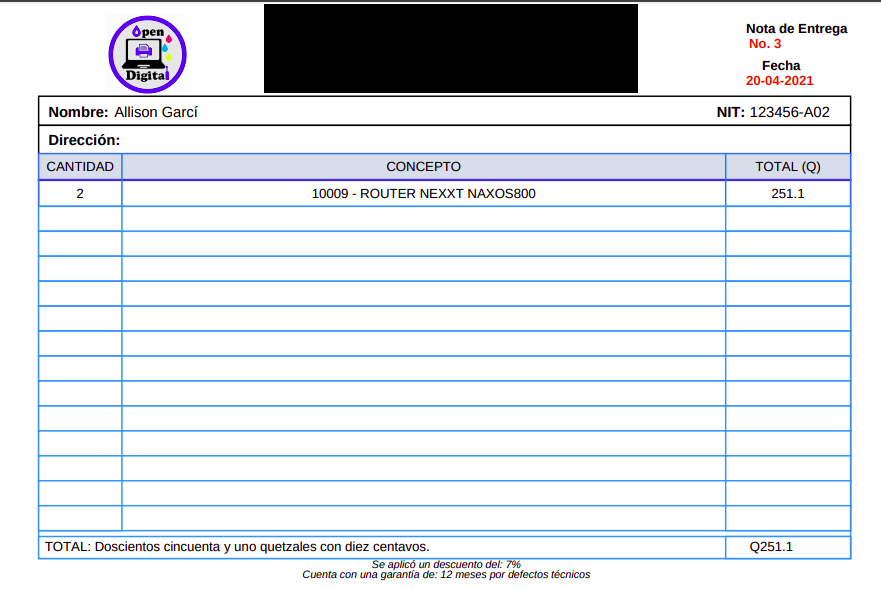 Open
Digital
Nota de Entrega
No. 3
Fecha
20-04-2021
Nombre: Allison Garcí NIT: 123456-A02
Dirección:
CANTIDAD CONCEPTO TOTAL (Q)
2 10009 - ROUTER NEXXT NAXOS800 251.1
TOTAL: Doscientos cincuenta y uno quetzales con diez centavos. Q251.1
Se aplicó un descuento del: 7%
Cuenta con una garantía de: 12 meses por defectos técnicos